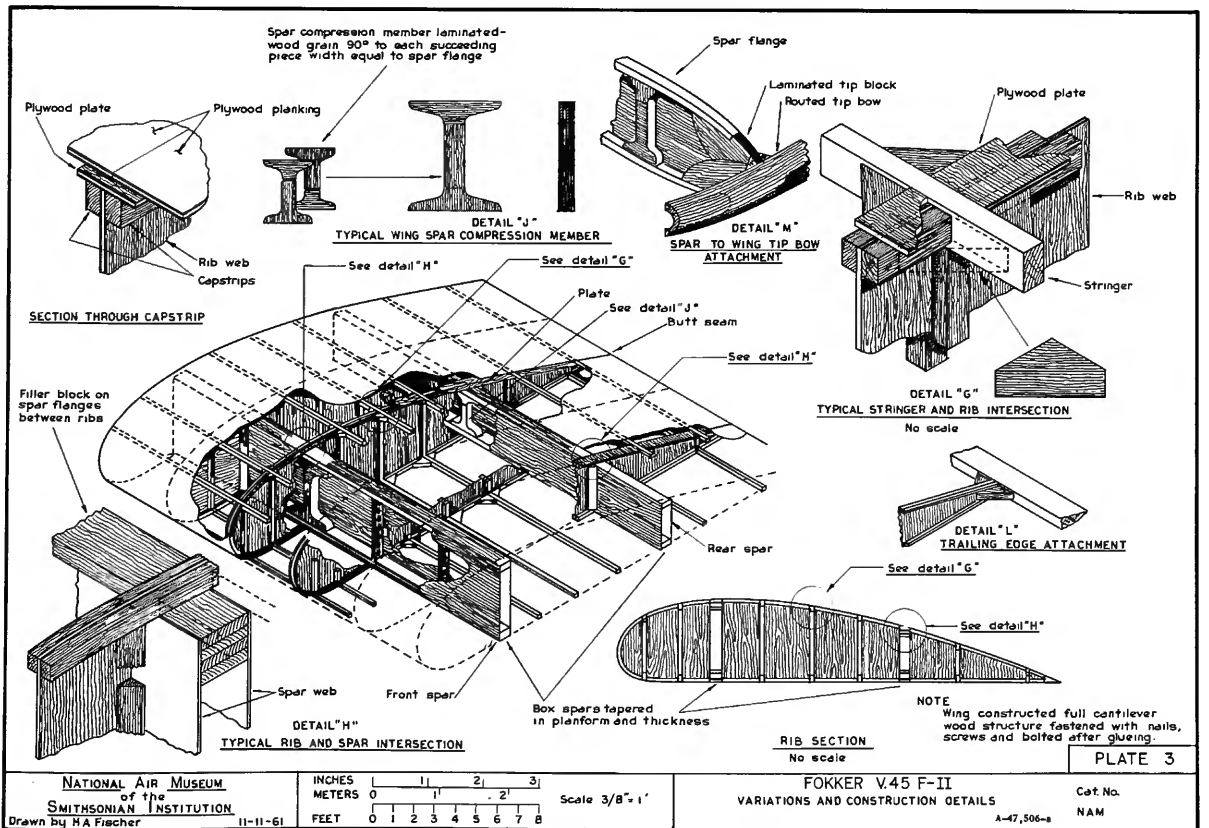 Spar compression member laminated-
wood grain 90° to each succeeding
piece width equal to spar flange
Plywood plate
Plywood planking
Rib web
Capstrips
SECTION THROUGH CAPSTRIP
DETAIL "J"
TYPICAL WING SPAR COMPRESSION MEMBER
Spar flange
Laminated tip block
Routed tip bow
DETAIL "M"
SPAR TO WING TIP BOW
ATTACHMENT
Plywood plate
Rib web
Stringer
DETAIL "G"
TYPICAL STRINGER AND RIB INTERSECTION
No scale
See detail "H"
See detail "G"
Plate
See detail "J"
Butt seam
See detail "H"
Filler block on
spar flanges
between ribs
Rear spar
DETAIL "L"
TRAILING EDGE ATTACHMENT
See detail "G"
See detail "H"
Spar web
Front spar
Box spars tapered
in planform and thickness
DETAIL "H"
TYPICAL RIB AND SPAR INTERSECTION
RIB SECTION
No scale
NOTE
Wing constructed full cantilever
wood structure fastened with nails,
screws and bolted after glueing.
PLATE 3
NATIONAL AIR MUSEUM
of the
SMITHSONIAN INSTITUTION
Drawn by H A Fischer 11-11-61
INCHES 1 2 3
METERS 0 1' 2'
FEET 0 1 2 3 4 5 6 7 8
Scale 3/8"= 1'
FOKKER V.45 F-II
VARIATIONS AND CONSTRUCTION DETAILS
A-47,506-B
Cat. No.
NAM